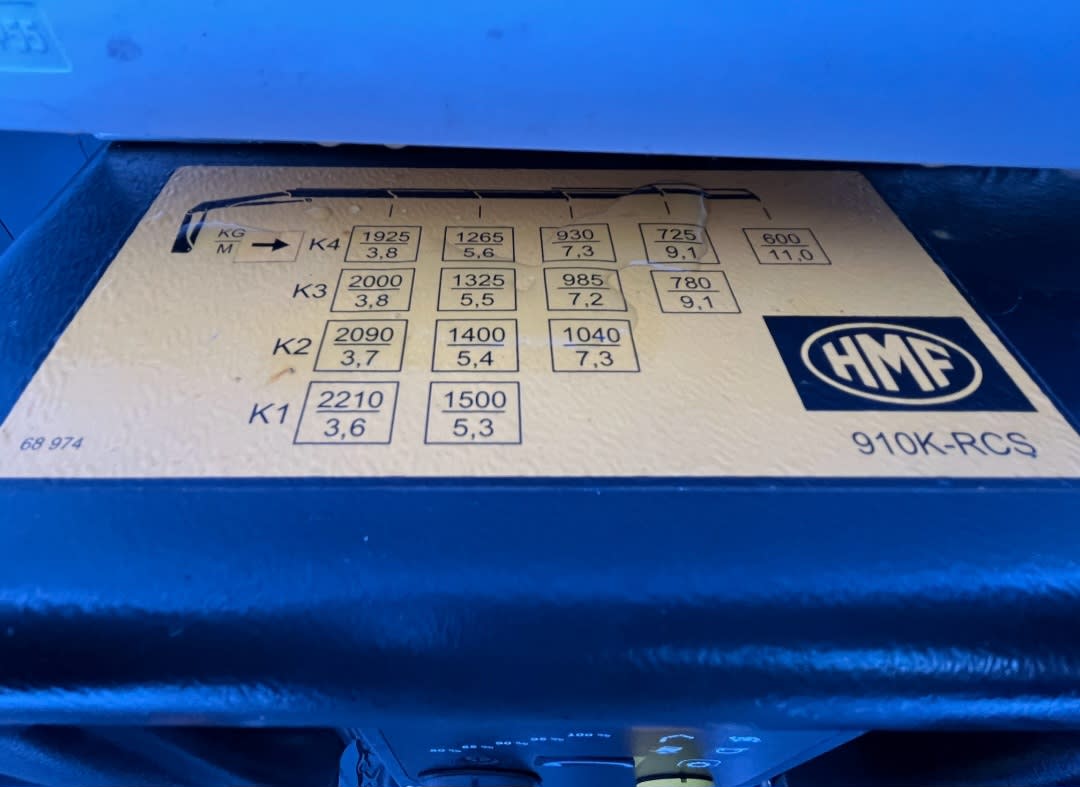 KG
M
K4 1925 1265 930 725 600
3,8 5,6 7,3 9,1 11,0
K3 2000 1325 985 780
3,8 5,5 7,2 9,1
K2 2090 1400 1040
3,7 5,4 7,3
K1 2210 1500
3,6 5,3
HMF
68 974
910K-RCS
100 %